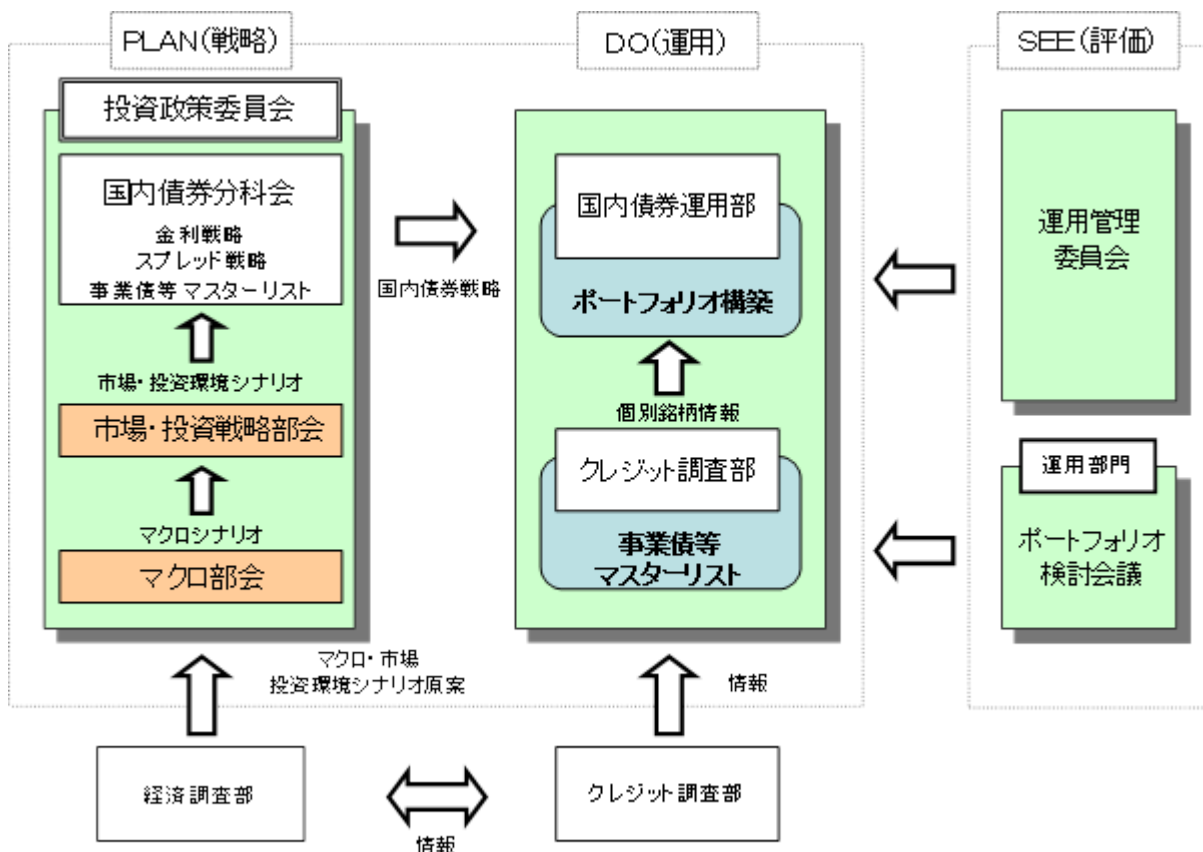 PLAN(戦略)
投資政策委員会
国内債券分科会
金利戦略
スプレッド戦略
事業債等マスターリスト
市場・投資環境シナリオ
市場・投資戦略部会
マクロシナリオ
マクロ部会
国内債券戦略
DO(運用)
国内債券運用部
ポートフォリオ構築
個別銘柄情報
クレジット調査部
事業債等
マスターリスト
SEE(評価)
運用管理
委員会
運用部門
ポートフォリオ
検討会議
マクロ・市場
投資環境シナリオ原案
情報
経済調査部
情報
クレジット調査部